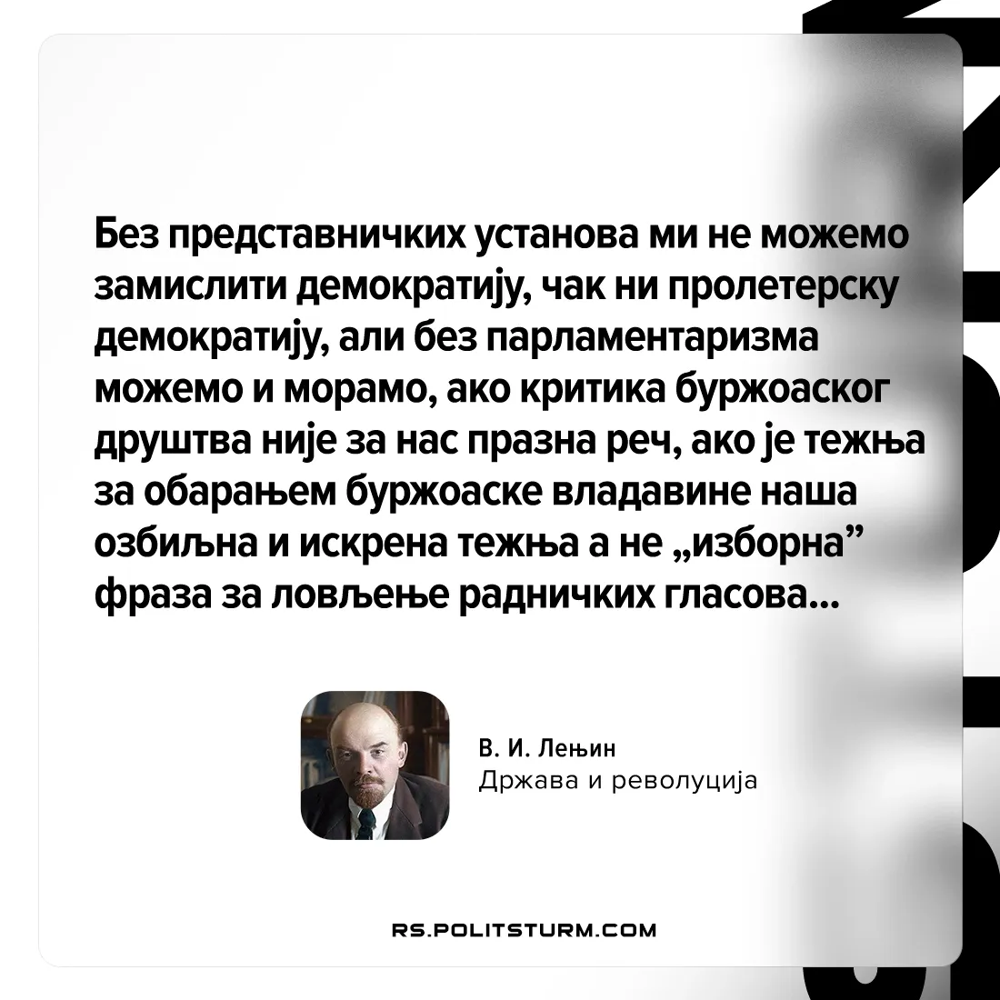 Без представничких установа ми не можемо
замислити демократију, чак ни пролетерску
демократију, али без парламентаризма
можемо и морамо, ако критика буржоаског
друштва није за нас празна реч, ако је тежња
за обарањем буржоаске владавине наша
озбиљна и искрена тежња а не „изборна”
фраза за ловљење радничких гласова...
В. И. Лењин
Држава и револуција
RS.POLITSTURM.COM